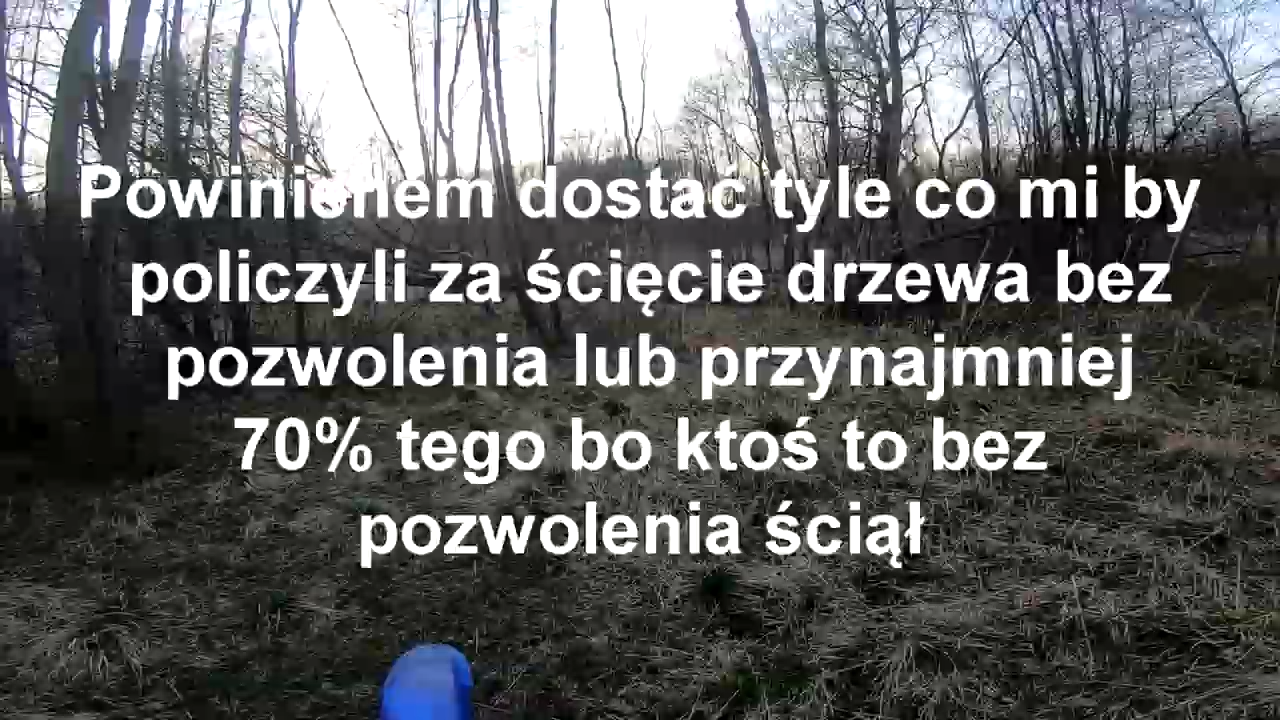 Powinienem dostać tyle co mi by
policzyli za ścięcie drzewa bez
pozwolenia lub przynajmniej
70% tego bo ktoś to bez
pozwolenia ściął